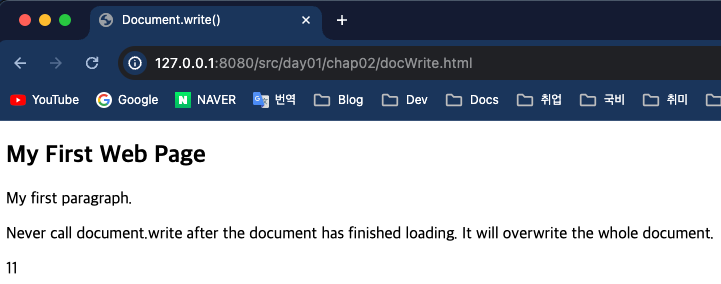 Document.write()
127.0.0.1:8080/src/day01/chap02/docWrite.html
YouTube Google N NAVER G 번역 Blog Dev Docs 취업 국비 취미
My First Web Page
My first paragraph.
Never call document.write after the document has finished loading. It will overwrite the whole document.
11